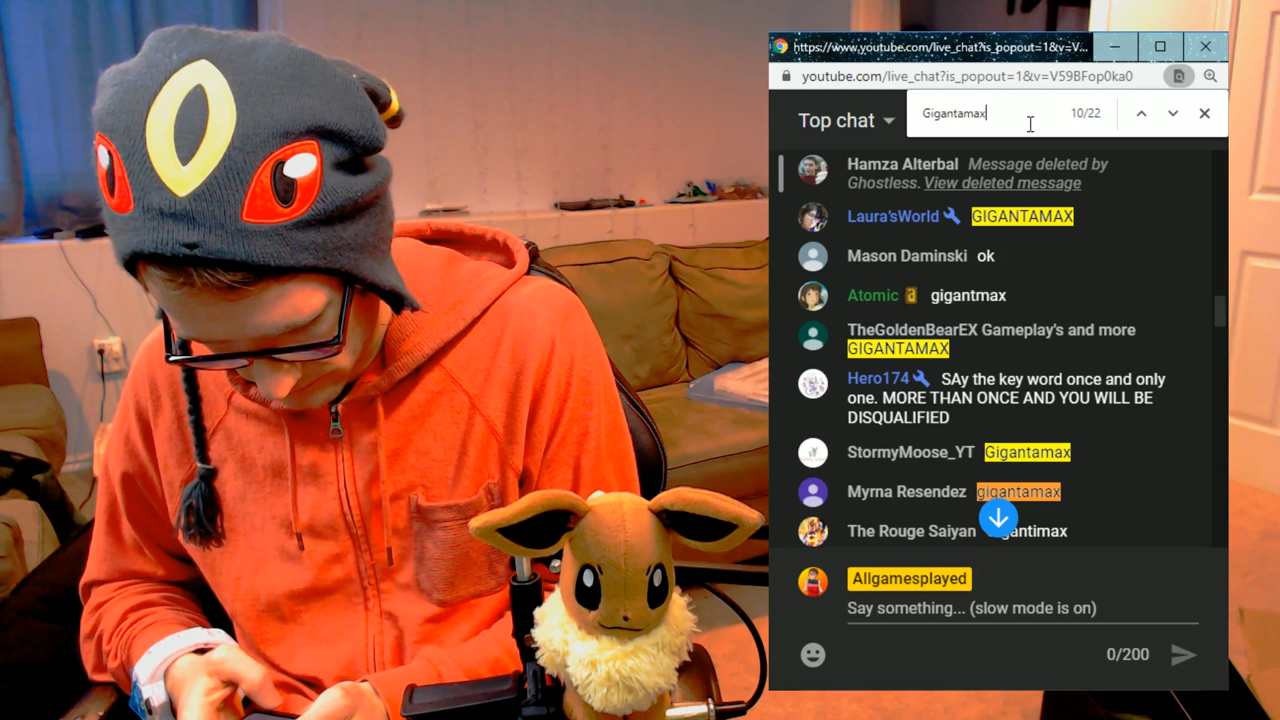 https://www.youtube.com/live_chat?is_popout=1&v=V...
youtube.com/live_chat?is_popout=1&v=V59BFop0ka0
Gigantamax 10/22
Top chat
Hamza Alterbal Message deleted by
Ghostless. View deleted message
Laura'sWorld GIGANTAMAX
Mason Daminski ok
Atomic a gigantmax
TheGoldenBearEX Gameplay's and more
GIGANTAMAX
Hero174 SAy the key word once and only
one. MORE THAN ONCE AND YOU WILL BE
DISQUALIFIED
StormyMoose_YT Gigantamax
Myrna Resendez gigantamax
The Rouge Saiyan
Allgamesplayed
Say something... (slow mode is on)
0/200